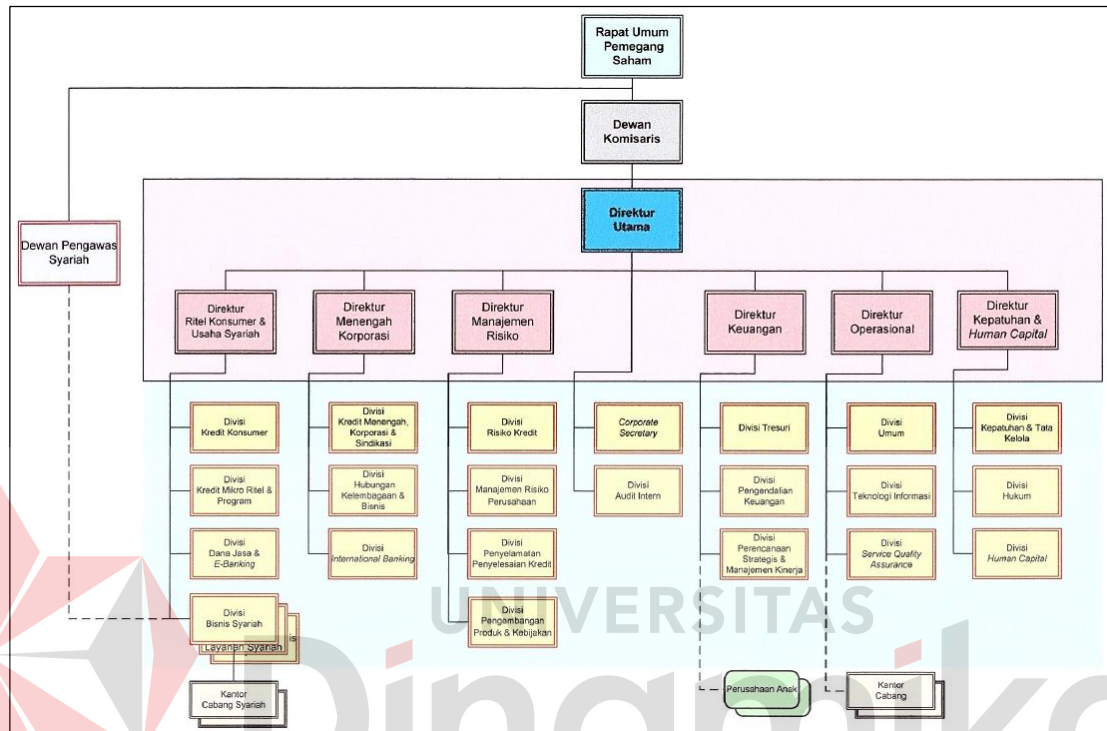 Rapat Umum
Pemegang
Saham
Dewan
Komisaris
Direktur
Utama
Dewan Pengawas
Syariah
Direktur
Ritel Konsumer &
Usaha Syariah
Direktur
Menengah
Korporasi
Direktur
Manajemen
Risiko
Direktur
Keuangan
Direktur
Operasional
Direktur
Kepatuhan &
Human Capital
Divisi
Kredit Konsumer
Divisi
Kredit Menengah,
Korporasi &
Sindikasi
Divisi
Risiko Kredit
Corporate
Secretary
Divisi Tresuri
Divisi
Umum
Divisi
Kepatuhan & Tata
Kelola
Divisi
Kredit Mikro Ritel &
Program
Divisi
Hubungan
Kelembagaan &
Bisnis
Divisi
Manajemen Risiko
Perusahaan
Divisi
Audit Intern
Divisi
Pengendalian
Keuangan
Divisi
Teknologi Informasi
Divisi
Hukum
Divisi
Dana Jasa &
E-Banking
Divisi
International Banking
Divisi
Penyelamatan
Penyelesaian Kredit
Divisi
Perencanaan
Strategis &
Manajemen Kinerja
Divisi
Service Quality
Assurance
Divisi
Human Capital
Divisi
Bisnis Syariah
Layanan Syariah
Divisi
Pengembangan
Produk & Kebijakan
Kantor
Cabang Syariah
Perusahaan Anak
Kantor
Cabang
UNIVERSITAS
Dinamika